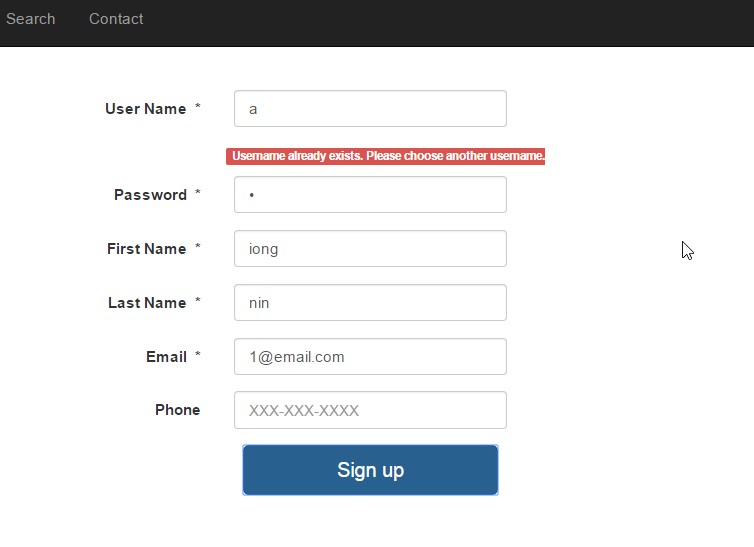 Search Contact
User Name * a
Username already exists. Please choose another username.
Password * •
First Name * iong
Last Name * nin
Email * 1@email.com
Phone XXX-XXX-XXXX
Sign up